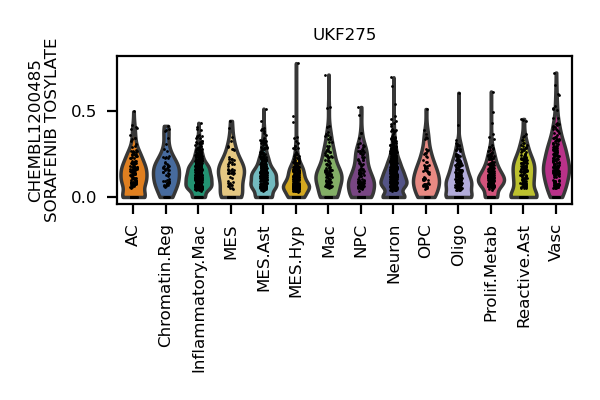 UKF275
CHEMBL1200485
SORAFENIB TOSYLATE
0.5
0.0
AC
Chromatin.Reg
Inflammatory.Mac
MES
MES.Ast
MES.Hyp
Mac
NPC
Neuron
OPC
Oligo
Prolif.Metab
Reactive.Ast
Vasc